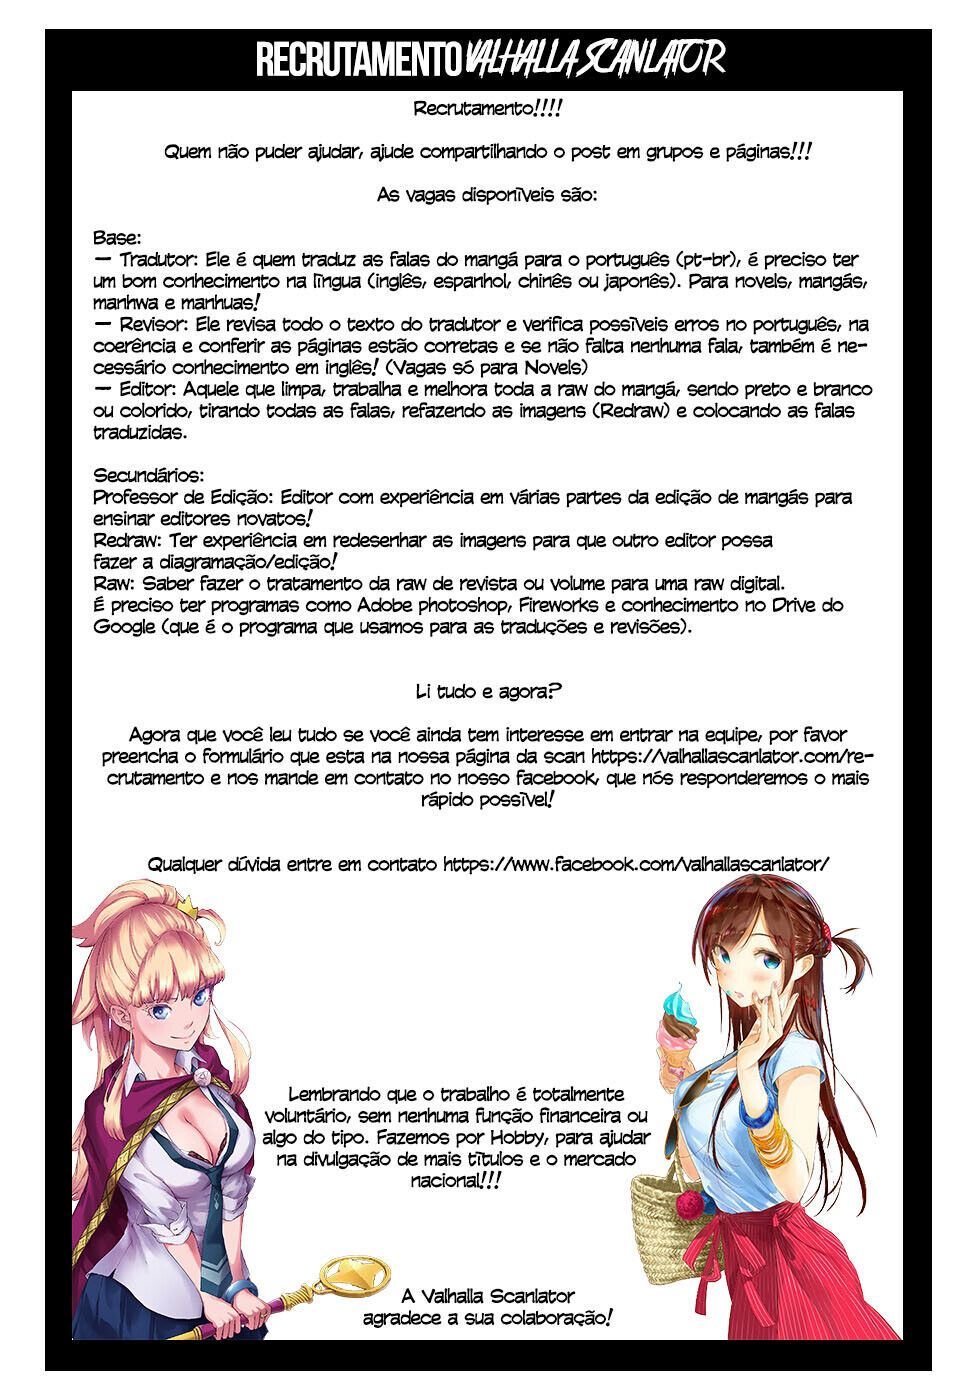 RECRUTAMENTO VALHALLA SCANLATOR
Recrutamento!!!!
Quem não puder ajudar, ajude compartilhando o post em grupos e páginas!!!
As vagas disponíveis são:
Base:
— Tradutor: Ele é quem traduz as falas do mangá para o português (pt-br), é preciso ter
um bom conhecimento na língua (inglês, espanhol, chinês ou japonês). Para novels, mangás,
manhwa e manhuas!
— Revisor: Ele revisa todo o texto do tradutor e verifica possíveis erros no português, na
coerência e conferir as páginas estão corretas e se não falta nenhuma fala, também é ne-
cessário conhecimento em inglês! (Vagas só para Novels)
— Editor: Aquele que limpa, trabalha e melhora toda a raw do mangá, sendo preto e branco
ou colorido, tirando todas as falas, refazendo as imagens (Redraw) e colocando as falas
traduzidas.
Secundários:
Professor de Edição: Editor com experiência em várias partes da edição de mangás para
ensinar editores novatos!
Redraw: Ter experiência em redesenhar as imagens para que outro editor possa
fazer a diagramação/edição!
Raw: Saber fazer o tratamento da raw de revista ou volume para uma raw digital.
É preciso ter programas como Adobe photoshop, Fireworks e conhecimento no Drive do
Google (que é o programa que usamos para as traduções e revisões).
Li tudo e agora?
Agora que você leu tudo se você ainda tem interesse em entrar na equipe, por favor
preencha o formulário que esta na nossa página da scan https://valhallascanlator.com/re-
crutamento e nos mande em contato no nosso facebook, que nós responderemos o mais
rápido possível!
Qualquer dúvida entre em contato https://www.facebook.com/valhallascanlator/
Lembrando que o trabalho é totalmente
voluntário, sem nenhuma função financeira ou
algo do tipo. Fazemos por Hobby, para ajudar
na divulgação de mais títulos e o mercado
nacional!!!
A Valhalla Scanlator
agradece a sua colaboração!